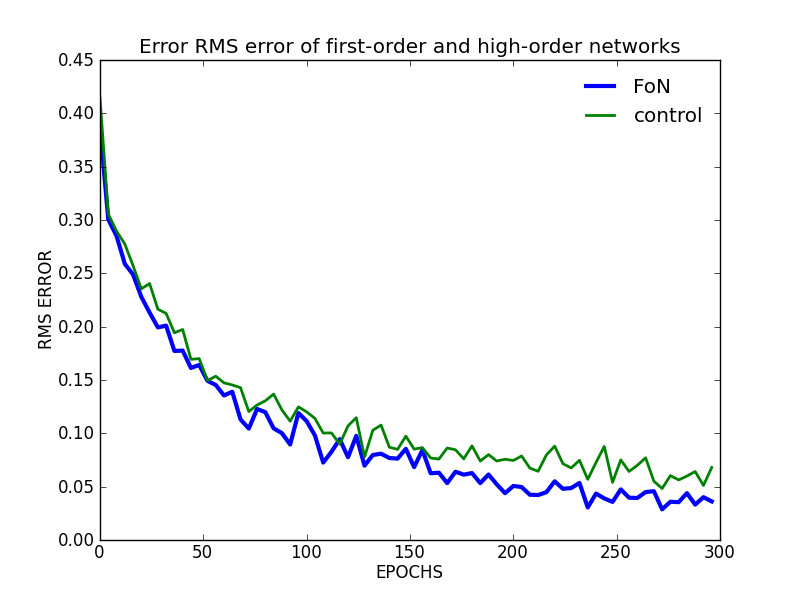 Error RMS error of first-order and high-order networks
FoN
control
0.45
0.40
0.35
0.30
0.25
0.20
0.15
0.10
0.05
0.00
RMS ERROR
0 50 100 150 200 250 300
EPOCHS